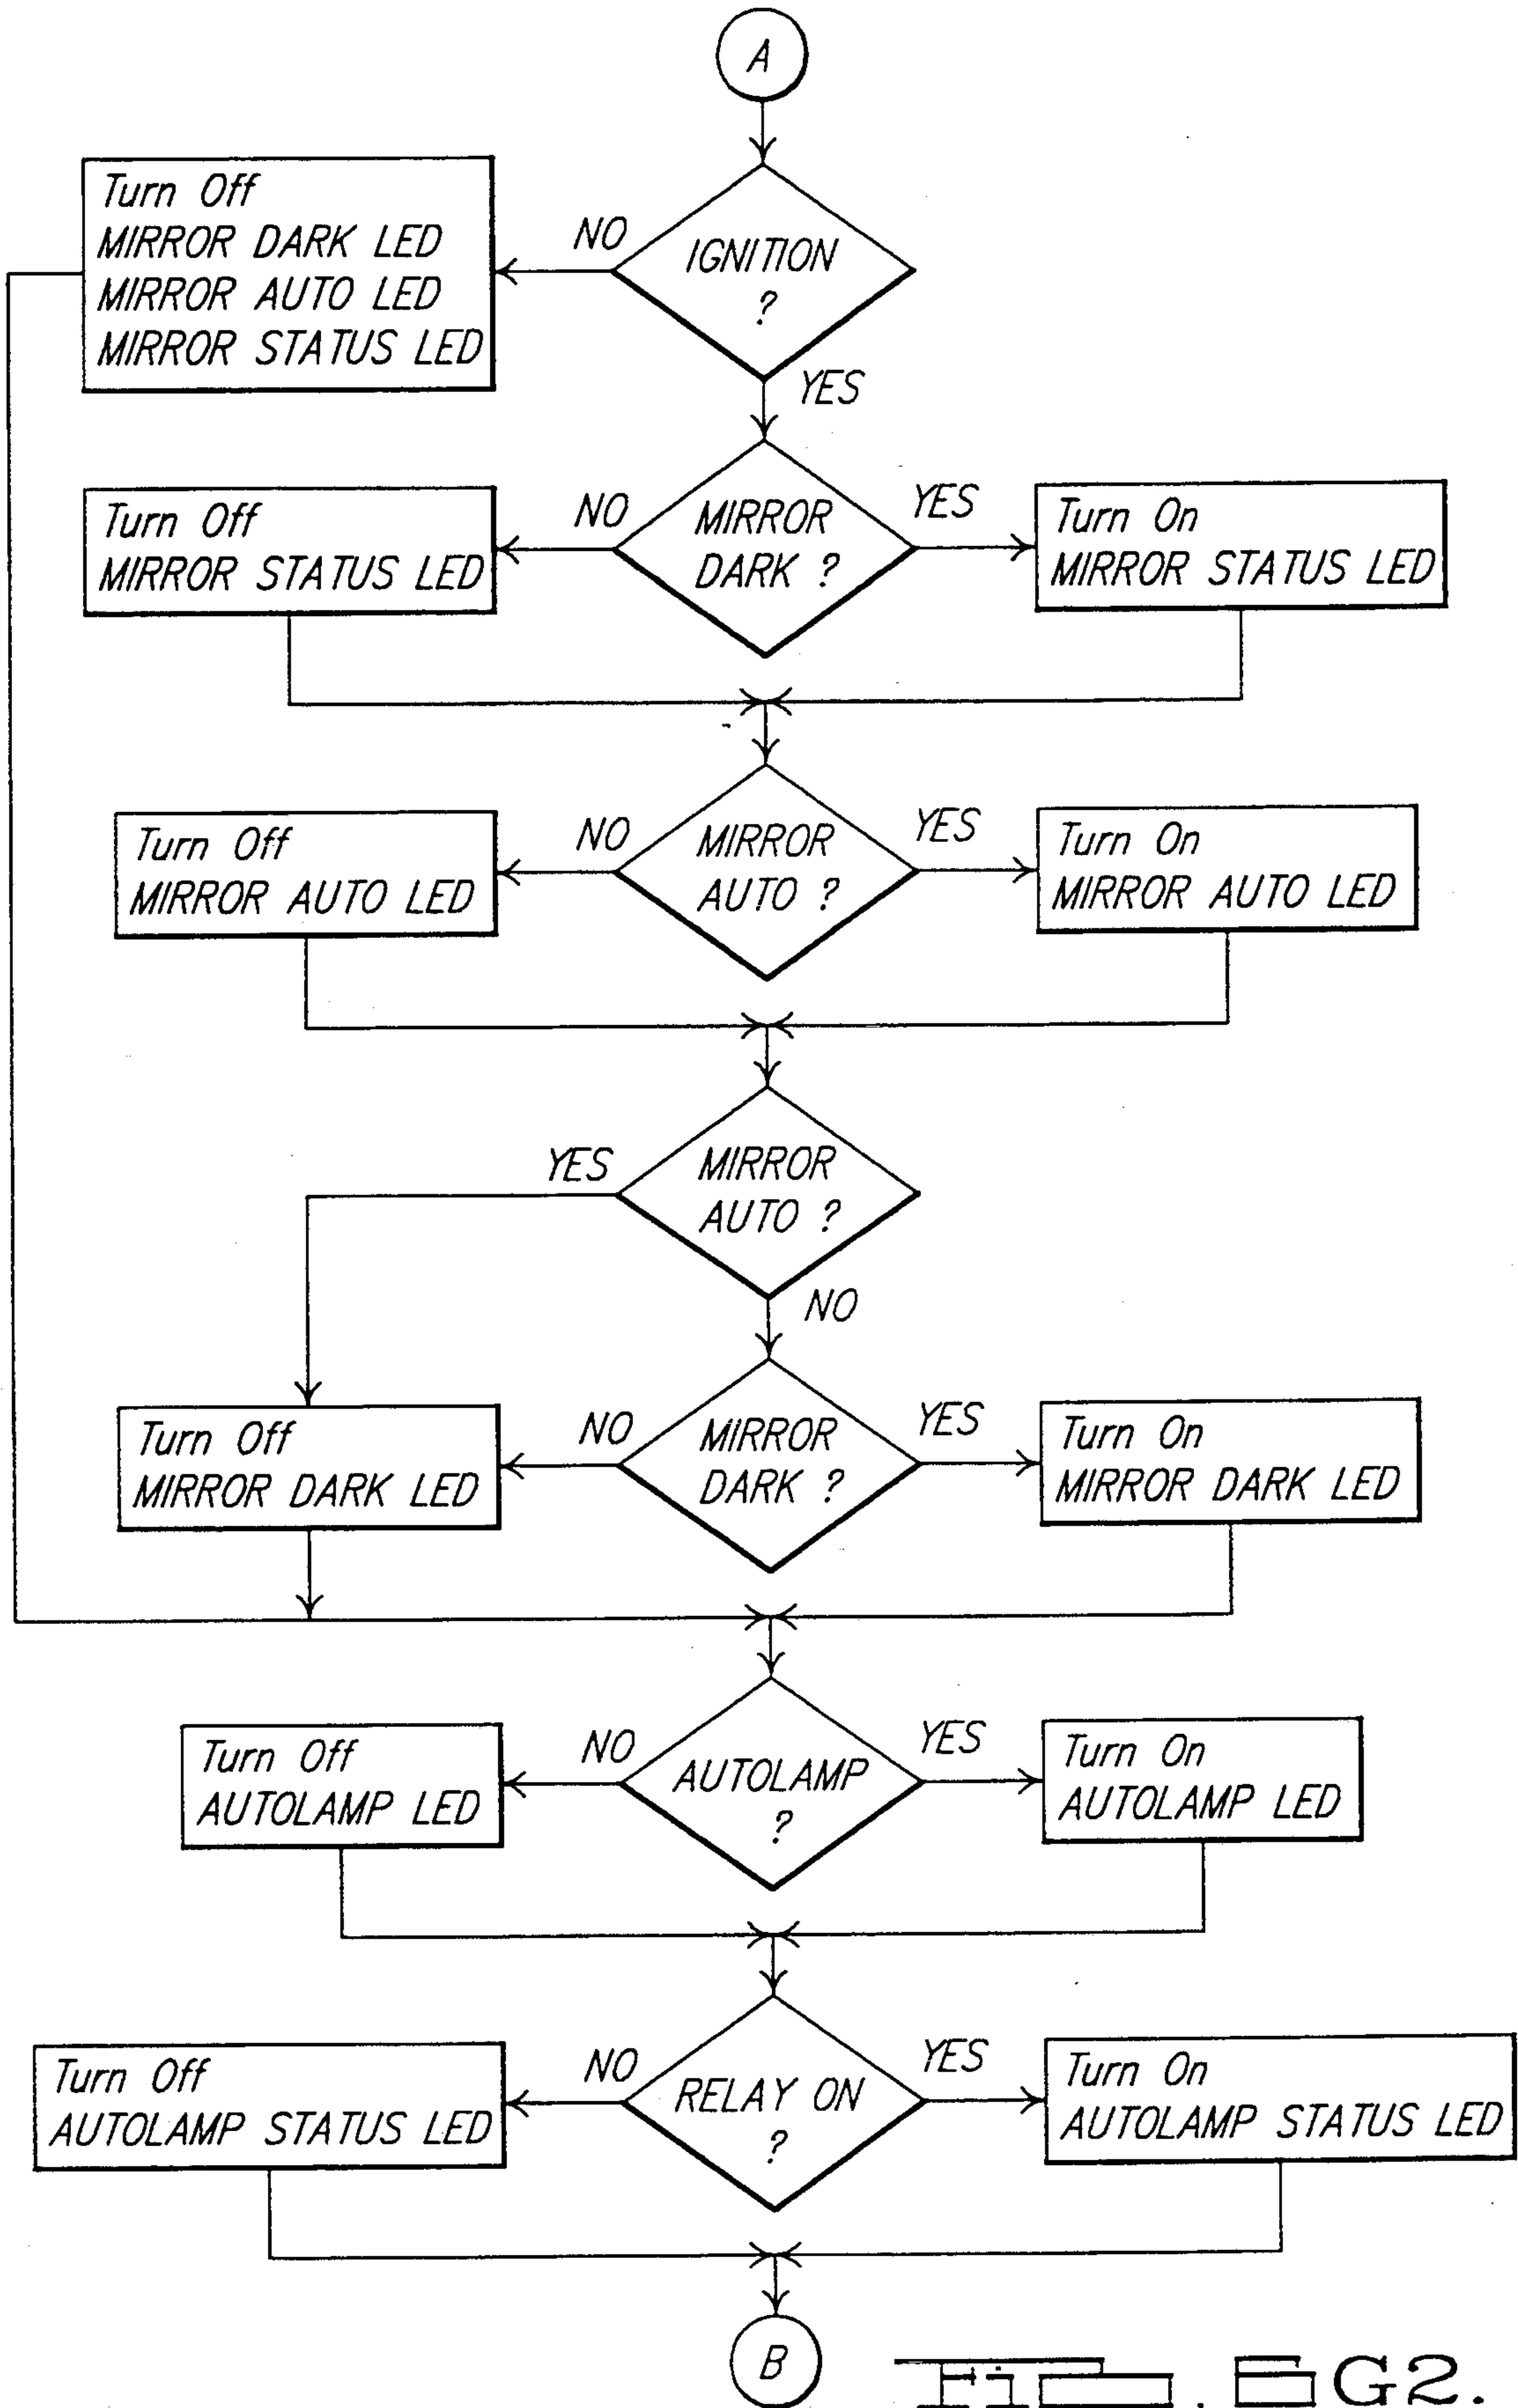 A
Turn Off
MIRROR DARK LED
MIRROR AUTO LED
MIRROR STATUS LED
NO
IGNITION
?
YES
Turn Off
MIRROR STATUS LED
NO
MIRROR
DARK ?
YES
Turn On
MIRROR STATUS LED
Turn Off
MIRROR AUTO LED
NO
MIRROR
AUTO ?
YES
Turn On
MIRROR AUTO LED
YES
MIRROR
AUTO ?
NO
Turn Off
MIRROR DARK LED
NO
MIRROR
DARK ?
YES
Turn On
MIRROR DARK LED
Turn Off
AUTOLAMP LED
NO
AUTOLAMP
?
YES
Turn On
AUTOLAMP LED
Turn Off
AUTOLAMP STATUS LED
NO
RELAY ON
?
YES
Turn On
AUTOLAMP STATUS LED
B
G2.